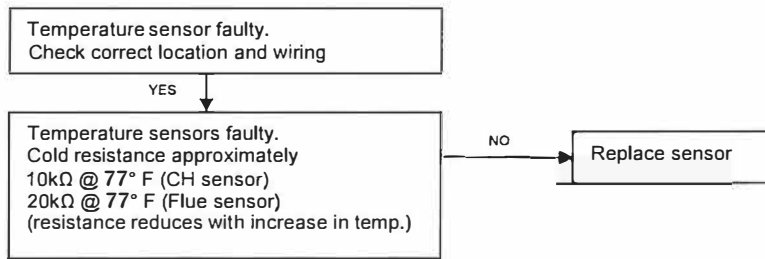 Temperature sensor faulty.
Check correct location and wiring
YES
Temperature sensors faulty.
Cold resistance approximately
10kΩ @ 77° F (CH sensor)
20kΩ @ 77° F (Flue sensor)
(resistance reduces with increase in temp.)
NO
Replace sensor